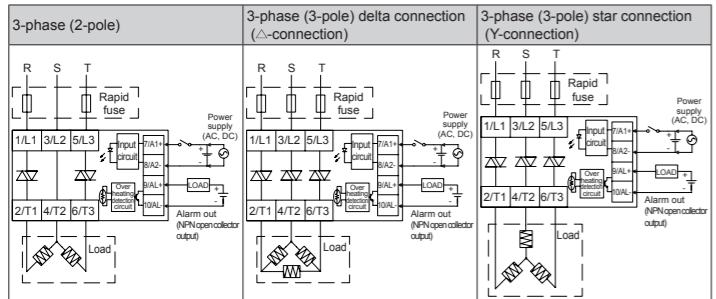 3-phase (2-pole)
R S T
Rapid
fuse
Power
supply
(AC, DC)
1/L1 3/L2 5/L3
Input
circuit
7/A1+
+
-
8/A2-
Over
heating
detection
circuit
9/AL+
LOAD
+
10/AL-
-
2/T1 4/T2 6/T3
Alarm out
(NPN open collector
output)
Load
3-phase (3-pole) delta connection
(△-connection)
R S T
Rapid
fuse
Power
supply
(AC, DC)
1/L1 3/L2 5/L3
Input
circuit
7/A1+
+
-
8/A2-
Over
heating
detection
circuit
9/AL+
LOAD
+
10/AL-
-
2/T1 4/T2 6/T3
Alarm out
(NPN open collector
output)
Load
3-phase (3-pole) star connection
(Y-connection)
R S T
Rapid
fuse
Power
supply
(AC, DC)
1/L1 3/L2 5/L3
Input
circuit
7/A1+
+
-
8/A2-
Over
heating
detection
circuit
9/AL+
LOAD
+
10/AL-
-
2/T1 4/T2 6/T3
Alarm out
(NPN open collector
output)
Load